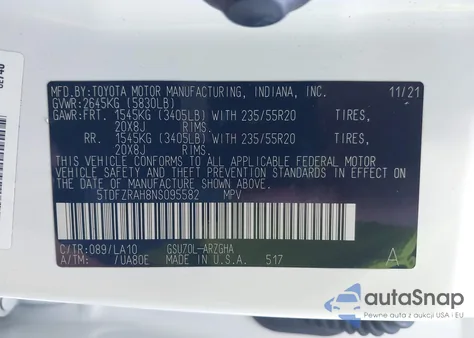 MFD.BY:TOYOTA MOTOR MANUFACTURING, INDIANA, INC. 11/21
GVWR:2645KG (5830LB)
GAWR:FRT. 1545KG (3405LB) WITH 235/55R20 TIRES,
20X8J RIMS.
RR. 1545KG (3405LB) WITH 235/55R20 TIRES,
20X8J RIMS.
THIS VEHICLE CONFORMS TO ALL APPLICABLE FEDERAL MOTOR
VEHICLE SAFETY AND THEFT PREVENTION STANDARDS IN EFFECT
ON THE DATE OF MANUFACTURE SHOWN ABOVE.
5TDFZRAH8NS095582 MPV
C/TR:089/LA10 GSU70L-ARZGHA
A/TM: /UA80E MADE IN U.S.A. 517 A
autoSnap
Pewne auta z aukcji USA i EU